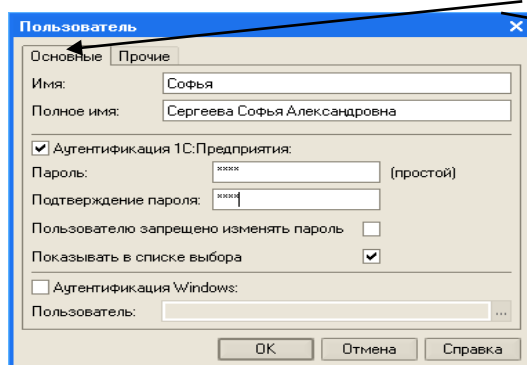 Пользователь
Основные Прочие
Имя: Софья
Полное имя: Сергеева Софья Александровна
Аутентификация 1С:Предприятия:
Пароль: **** (простой)
Подтверждение пароля: ****
Пользователю запрещено изменять пароль
Показывать в списке выбора
Аутентификация Windows:
Пользователь: ...
OK Отмена Справка